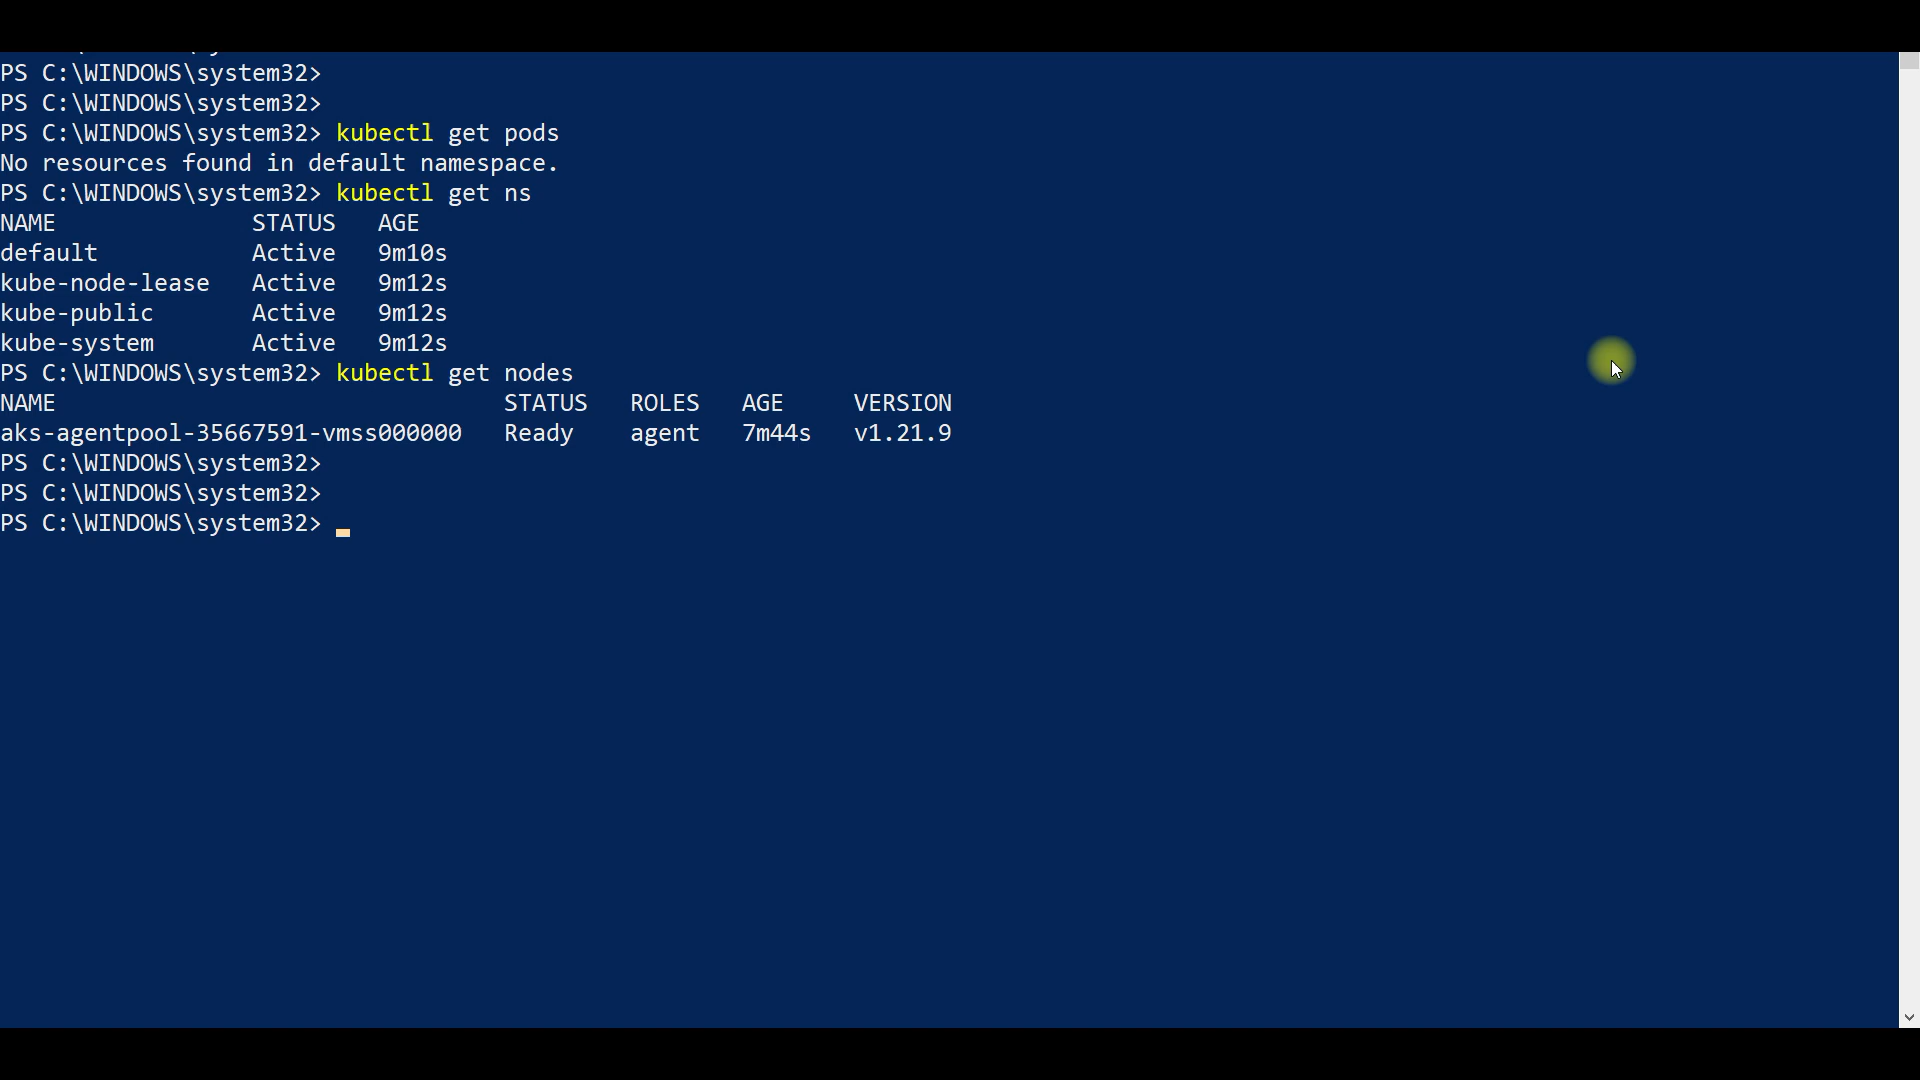 PS C:\WINDOWS\system32>
PS C:\WINDOWS\system32>
PS C:\WINDOWS\system32> kubectl get pods
No resources found in default namespace.
PS C:\WINDOWS\system32> kubectl get ns
NAME              STATUS   AGE
default           Active   9m10s
kube-node-lease   Active   9m12s
kube-public       Active   9m12s
kube-system       Active   9m12s
PS C:\WINDOWS\system32> kubectl get nodes
NAME                                STATUS   ROLES   AGE     VERSION
aks-agentpool-35667591-vmss000000   Ready    agent   7m44s   v1.21.9
PS C:\WINDOWS\system32>
PS C:\WINDOWS\system32>
PS C:\WINDOWS\system32>